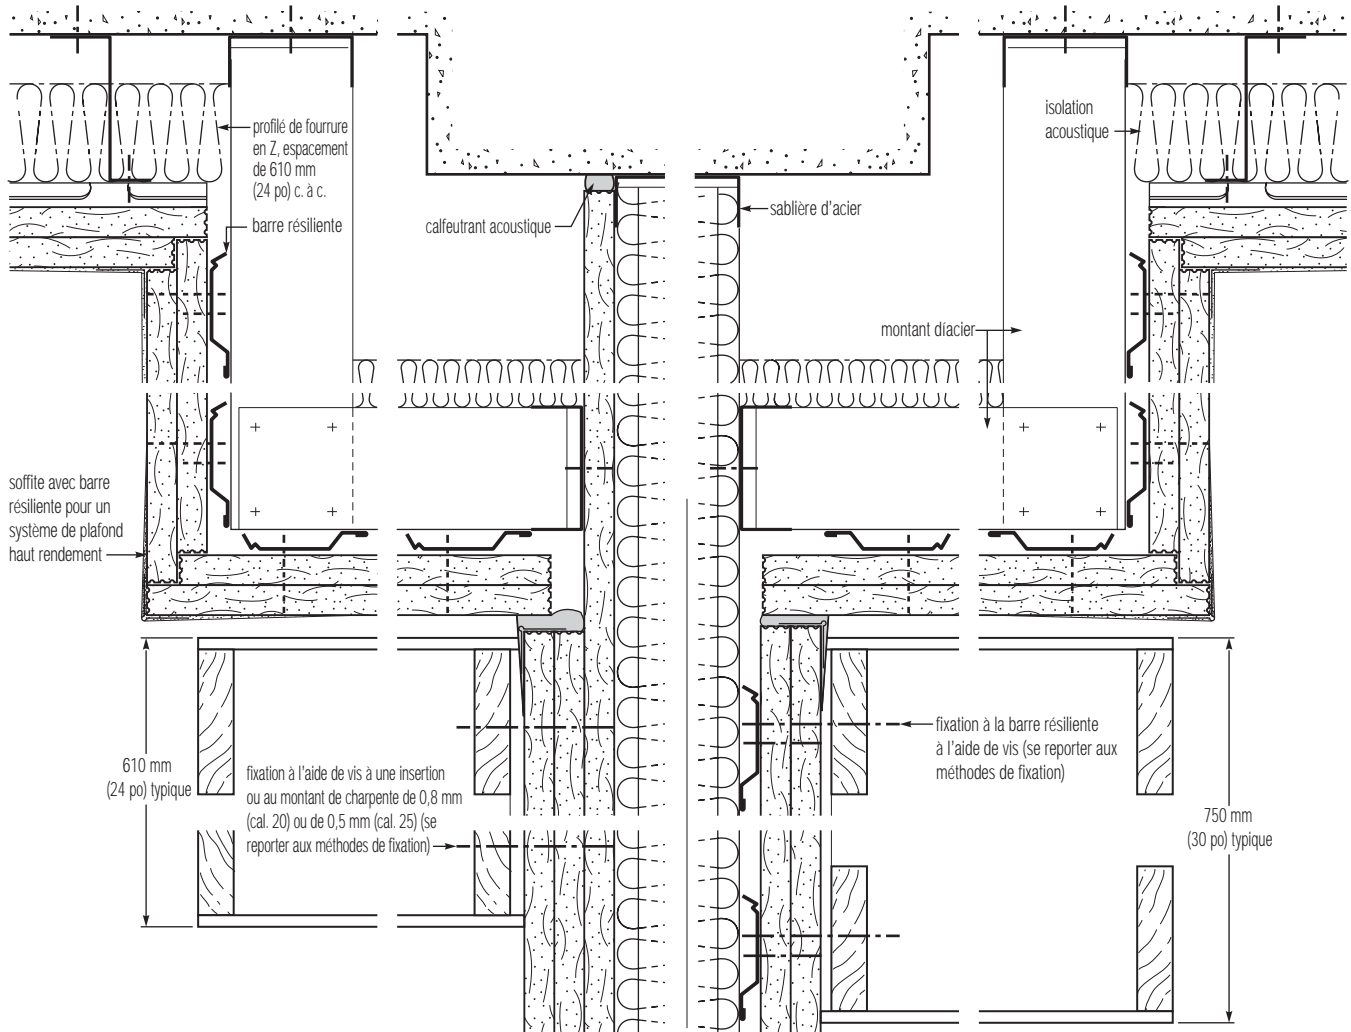 profilé de fourrure
en Z, espacement
de 610 mm
(24 po) c. à c.
barre résiliente
calfeutrant acoustique
sablière d'acier
isolation
acoustique
montant díacier
soffite avec barre
résiliente pour un
système de plafond
haut rendement
610 mm
(24 po) typique
fixation à l'aide de vis à une insertion
ou au montant de charpente de 0,8 mm
(cal. 20) ou de 0,5 mm (cal. 25) (se
reporter aux méthodes de fixation)
fixation à la barre résiliente
à l'aide de vis (se reporter aux
méthodes de fixation)
750 mm
(30 po) typique